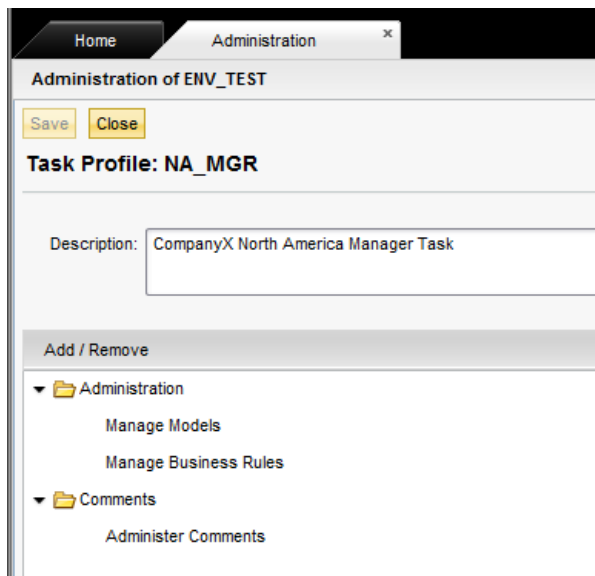 Home
Administration
Administration of ENV_TEST
Save Close
Task Profile: NA_MGR
Description: CompanyX North America Manager Task
Add / Remove
Administration
Manage Models
Manage Business Rules
Comments
Administer Comments